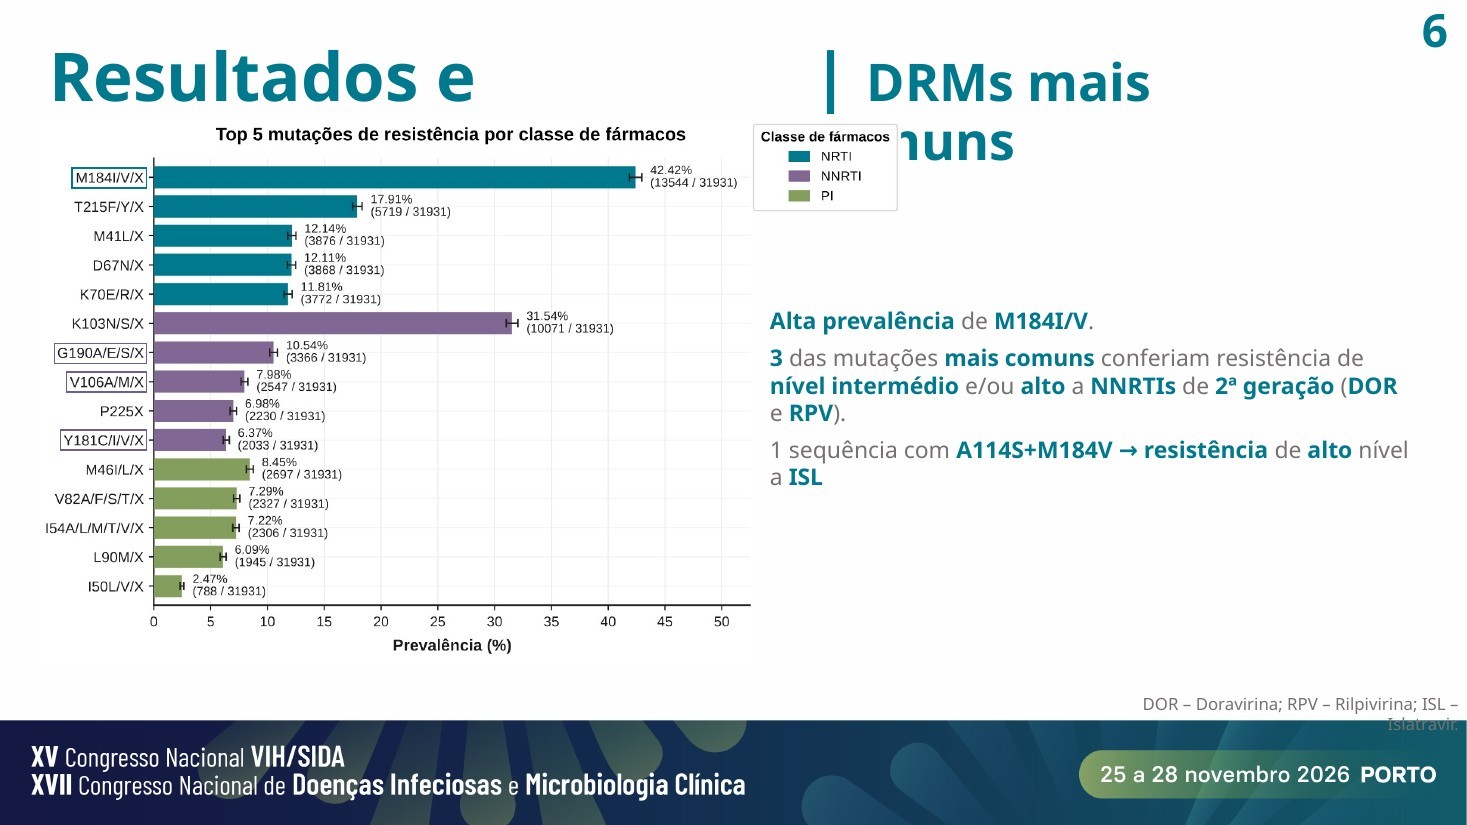 6
Resultados e | DRMs mais
muns
Top 5 mutações de resistência por classe de fármacos
Classe de fármacos
NRTI
NNRTI
PI
M184I/V/X 42.42%
(13544 / 31931)
T215F/Y/X 17.91%
(5719 / 31931)
M41L/X 12.14%
(3876 / 31931)
D67N/X 12.11%
(3868 / 31931)
K70E/R/X 11.81%
(3772 / 31931)
K103N/S/X 31.54%
(10071 / 31931)
G190A/E/S/X 10.54%
(3366 / 31931)
V106A/M/X 7.98%
(2547 / 31931)
P225X 6.98%
(2230 / 31931)
Y181C/I/V/X 6.37%
(2033 / 31931)
M46I/L/X 8.45%
(2697 / 31931)
V82A/F/S/T/X 7.29%
(2327 / 31931)
I54A/L/M/T/V/X 7.22%
(2306 / 31931)
L90M/X 6.09%
(1945 / 31931)
I50L/V/X 2.47%
(788 / 31931)
0 5 10 15 20 25 30 35 40 45 50
Prevalência (%)
Alta prevalência de M184I/V.
3 das mutações mais comuns conferiam resistência de
nível intermédio e/ou alto a NNRTIs de 2ª geração (DOR
e RPV).
1 sequência com A114S+M184V → resistência de alto nível
a ISL
DOR – Doravirina; RPV – Rilpivirina; ISL –
Islatravir.
XV Congresso Nacional VIH/SIDA
XVII Congresso Nacional de Doenças Infeciosas e Microbiologia Clínica
25 a 28 novembro 2026 PORTO